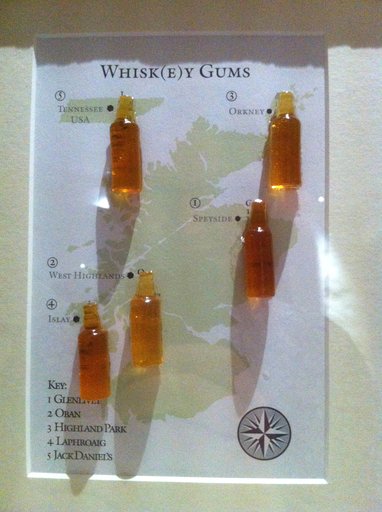 WHISK(E)Y GUMS
⑤
TENNESSEE
USA
③
ORKNEY
①
SPEYSIDE
②
WEST HIGHLANDS
④
ISLAY
KEY:
1 GLENLIVET
2 OBAN
3 HIGHLAND PARK
4 LAPHROAIG
5 JACK DANIEL'S